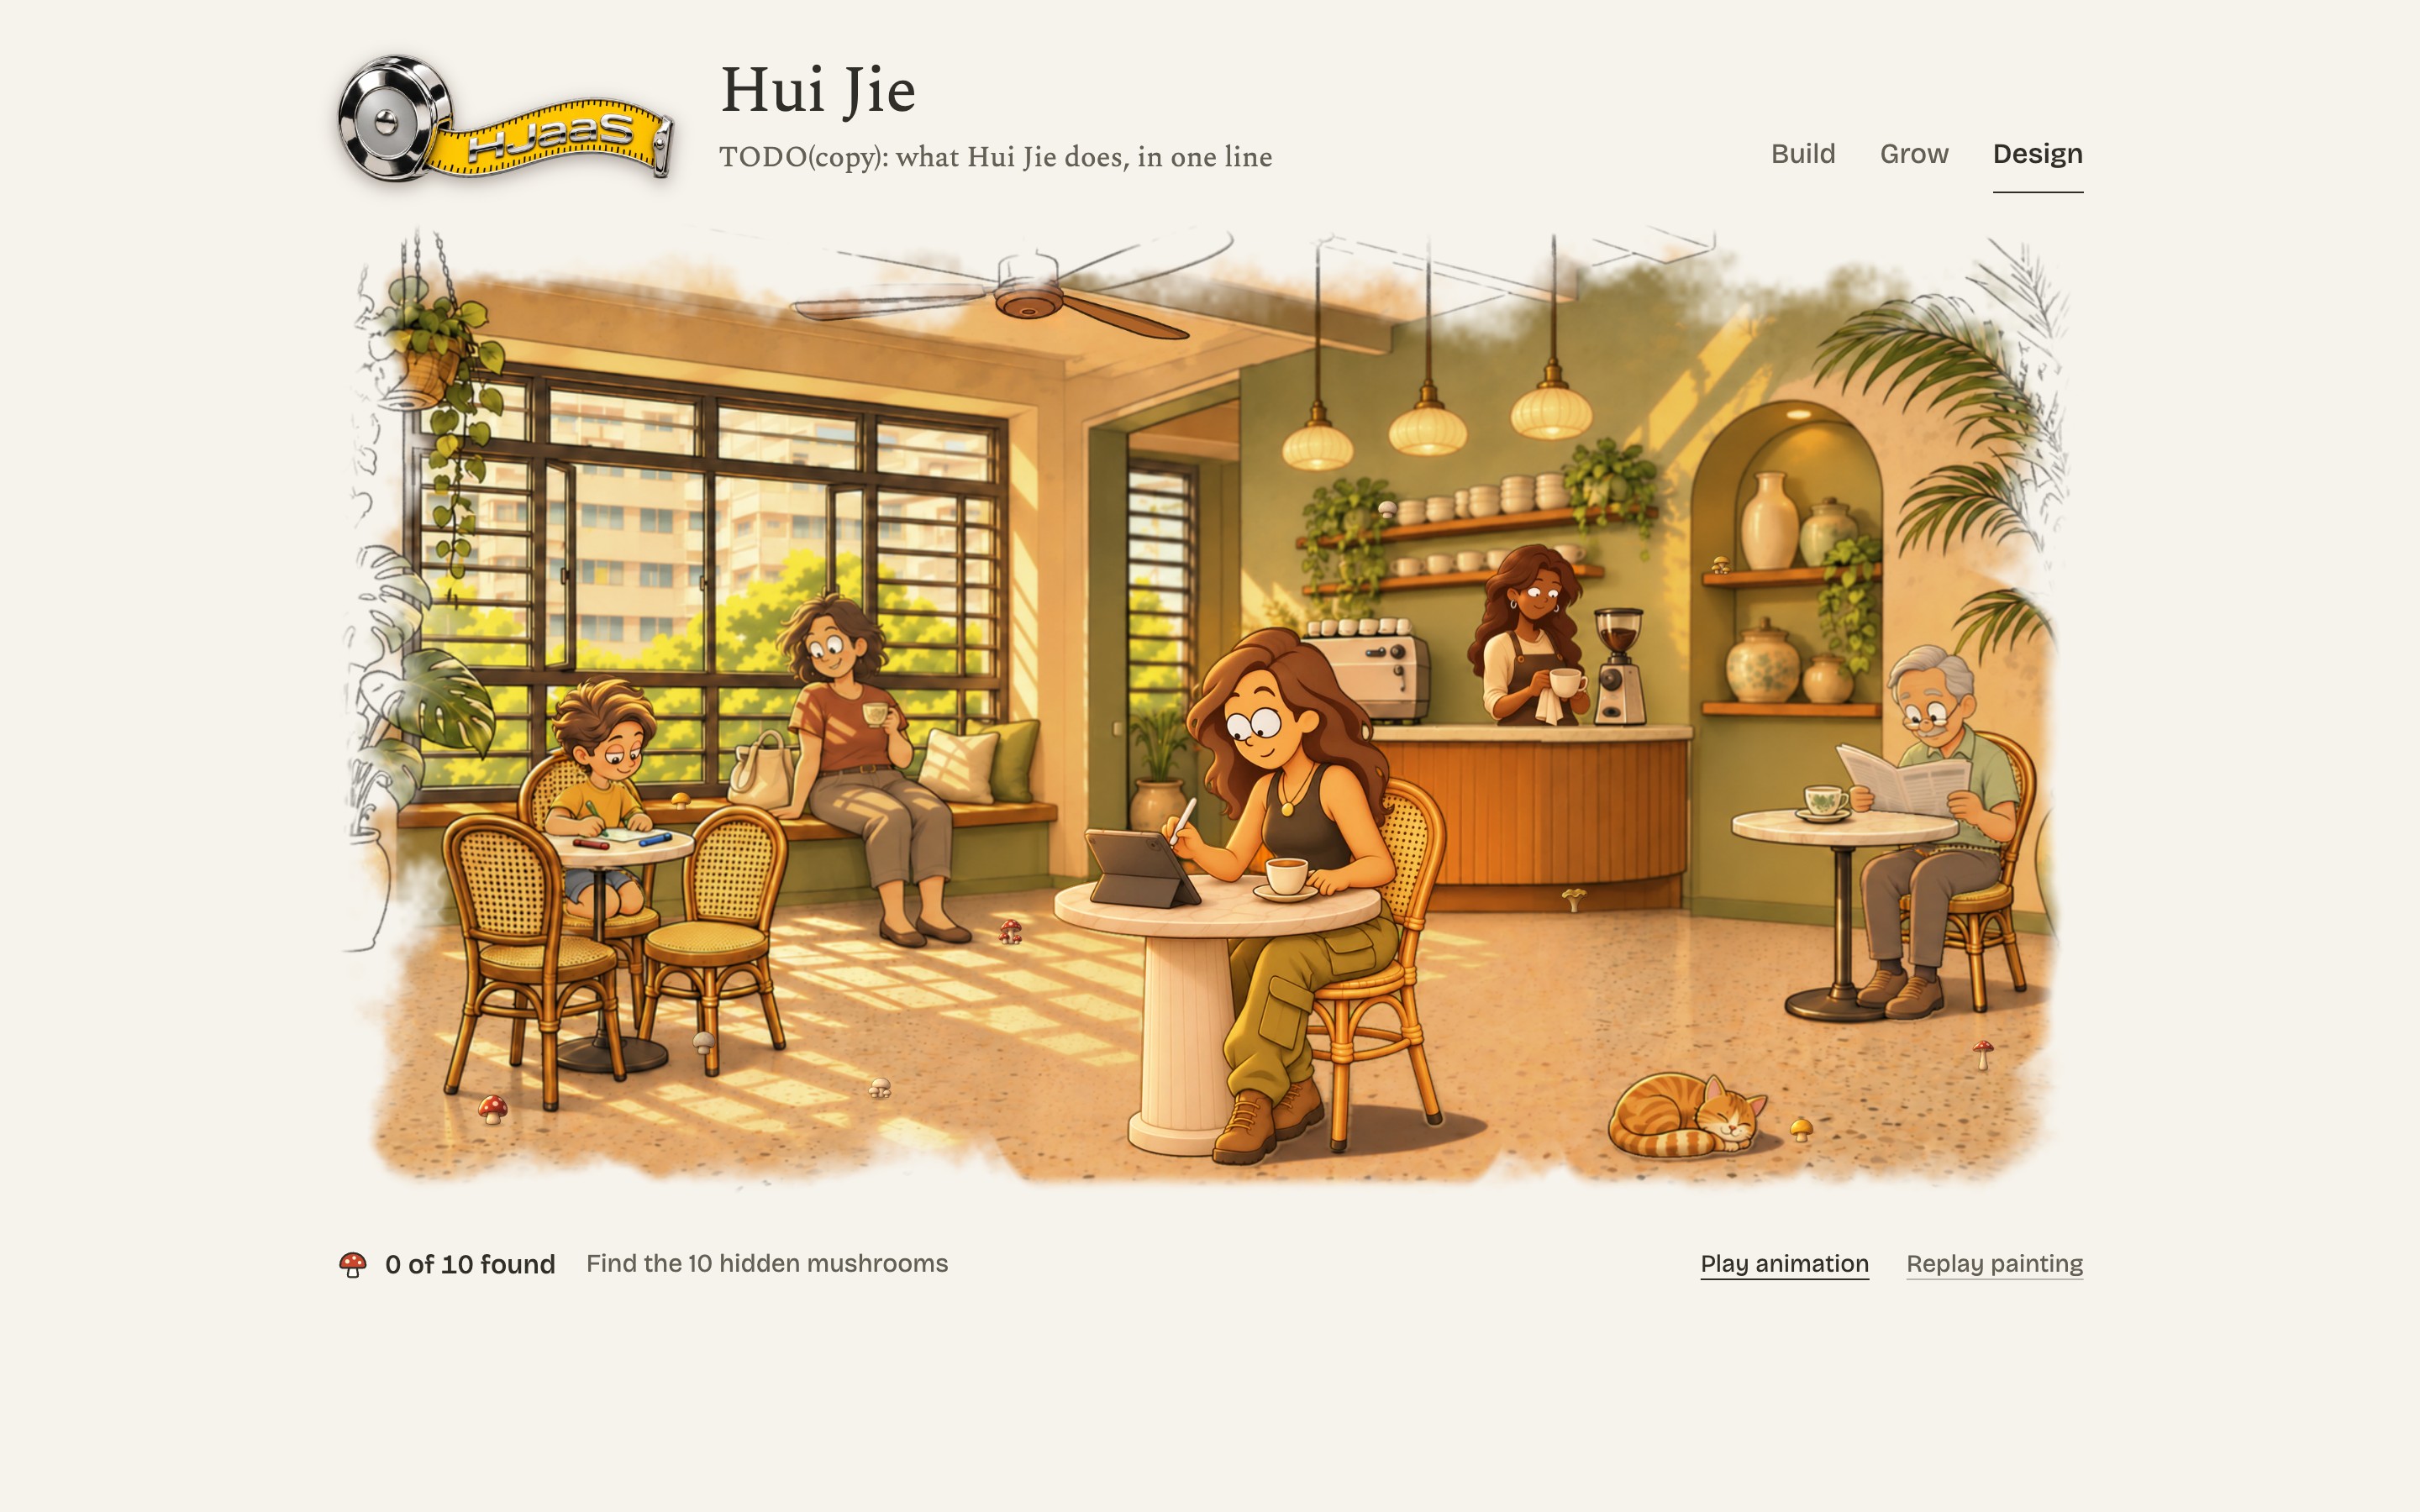 HJaaS
Hui Jie
TODO(copy): what Hui Jie does, in one line
Build
Grow
Design
0 of 10 found
Find the 10 hidden mushrooms
Play animation
Replay painting